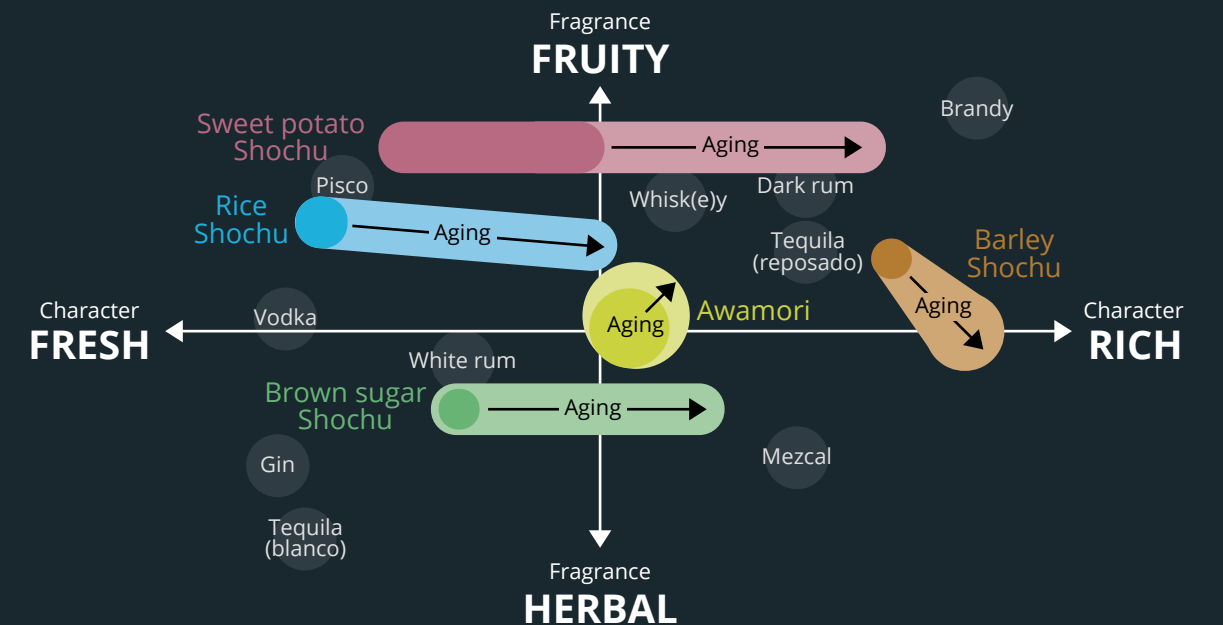 Fragrance
FRUITY
Brandy
Sweet potato
Shochu
Aging
Pisco
Whisk(e)y
Dark rum
Rice
Shochu
Aging
Tequila
(reposado)
Barley
Shochu
Aging
Character
FRESH
Vodka
Aging
Awamori
Character
RICH
White rum
Brown sugar
Shochu
Aging
Gin
Mezcal
Tequila
(blanco)
Fragrance
HERBAL